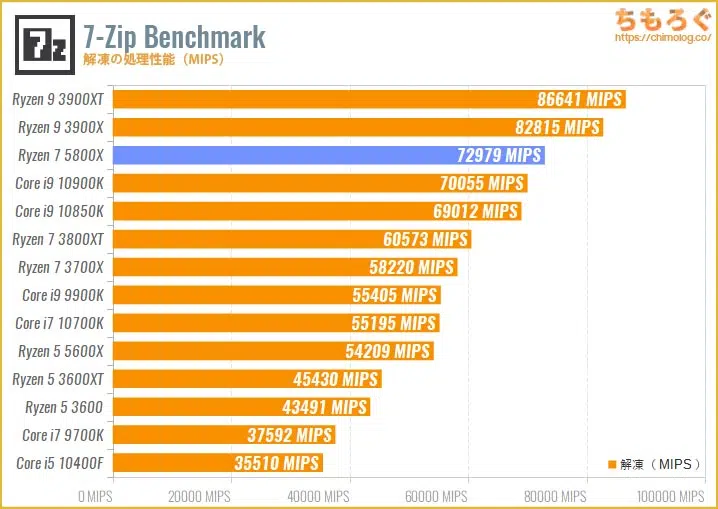 7z
7-Zip Benchmark
解凍の処理性能（MIPS）
ちもろぐ
https://chimolog.co/
Ryzen 9 3900XT 86641 MIPS
Ryzen 9 3900X 82815 MIPS
Ryzen 7 5800X 72979 MIPS
Core i9 10900K 70055 MIPS
Core i9 10850K 69012 MIPS
Ryzen 7 3800XT 60573 MIPS
Ryzen 7 3700X 58220 MIPS
Core i9 9900K 55405 MIPS
Core i7 10700K 55195 MIPS
Ryzen 5 5600X 54209 MIPS
Ryzen 5 3600XT 45430 MIPS
Ryzen 5 3600 43491 MIPS
Core i7 9700K 37592 MIPS
Core i5 10400F 35510 MIPS
解凍（MIPS）
0 MIPS 20000 MIPS 40000 MIPS 60000 MIPS 80000 MIPS 100000 MIPS